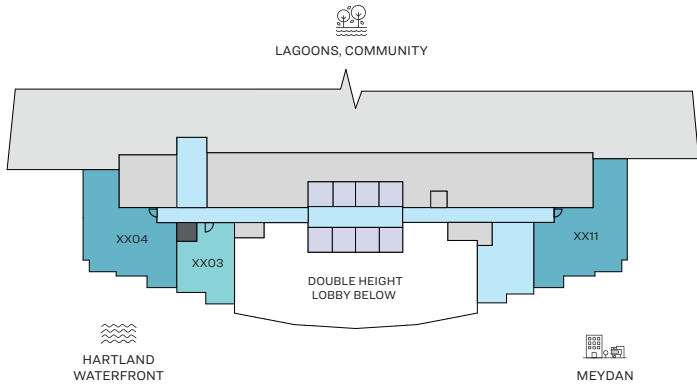 LAGOONS, COMMUNITY
XX04
XX03
XX11
DOUBLE HEIGHT
LOBBY BELOW
HARTLAND
WATERFRONT
MEYDAN